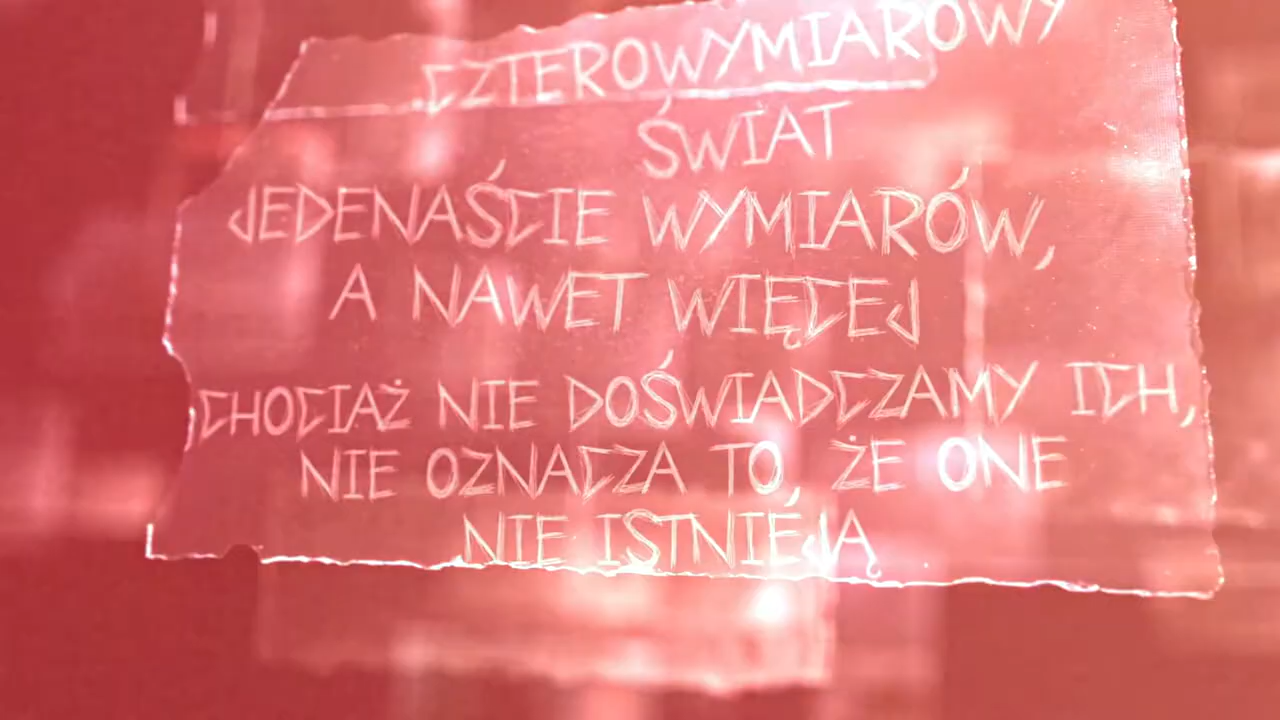 CZTEROWYMIAROWY
ŚWIAT
JEDENAŚCIE WYMIARÓW,
A NAWET WIĘCEJ
CHOCIAŻ NIE DOŚWIADCZAMY ICH,
NIE OZNACZA TO, ŻE ONE
NIE ISTNIEJĄ